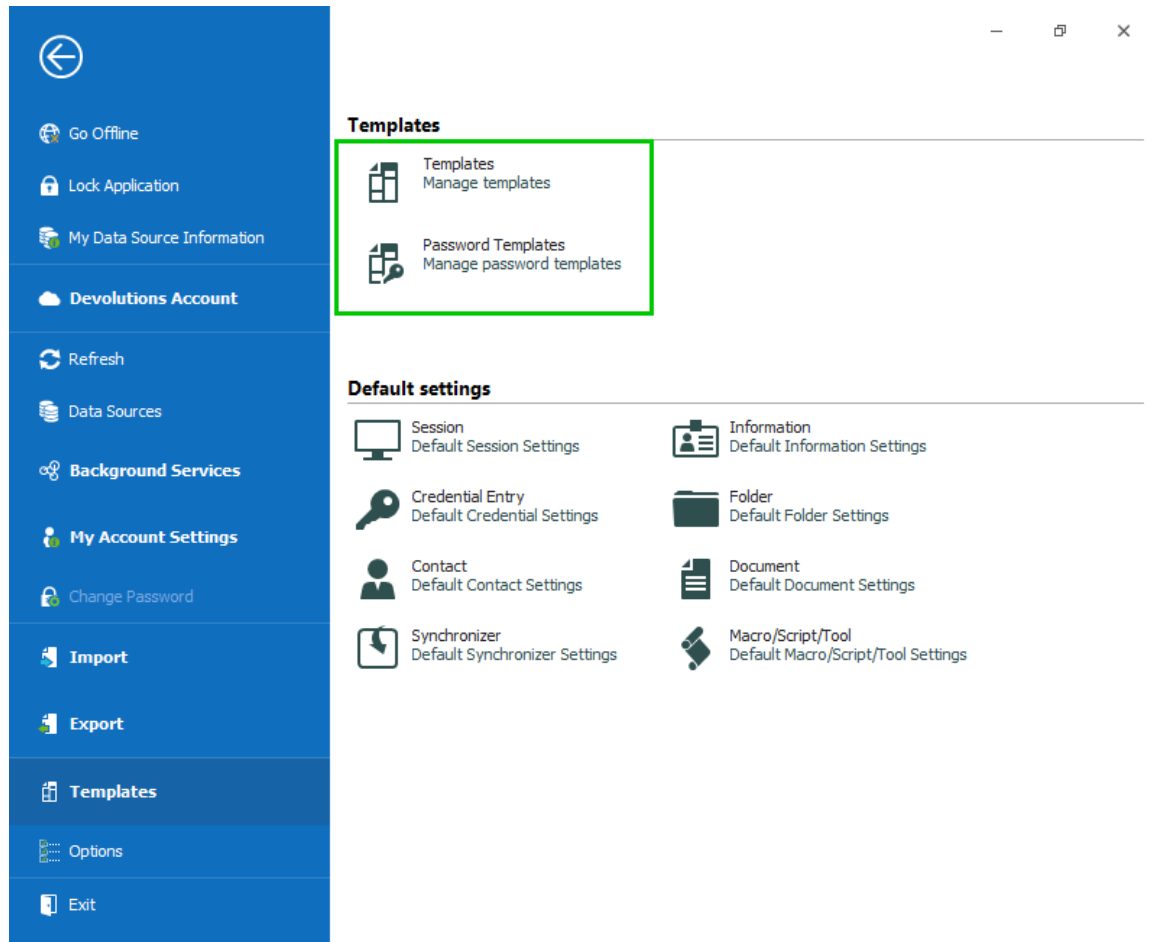 Go Offline
Lock Application
My Data Source Information
Devolutions Account
Refresh
Data Sources
Background Services
My Account Settings
Change Password
Import
Export
Templates
Options
Exit
Templates
Templates
Manage templates
Password Templates
Manage password templates
Default settings
Session
Default Session Settings
Information
Default Information Settings
Credential Entry
Default Credential Settings
Folder
Default Folder Settings
Contact
Default Contact Settings
Document
Default Document Settings
Synchronizer
Default Synchronizer Settings
Macro/Script/Tool
Default Macro/Script/Tool Settings